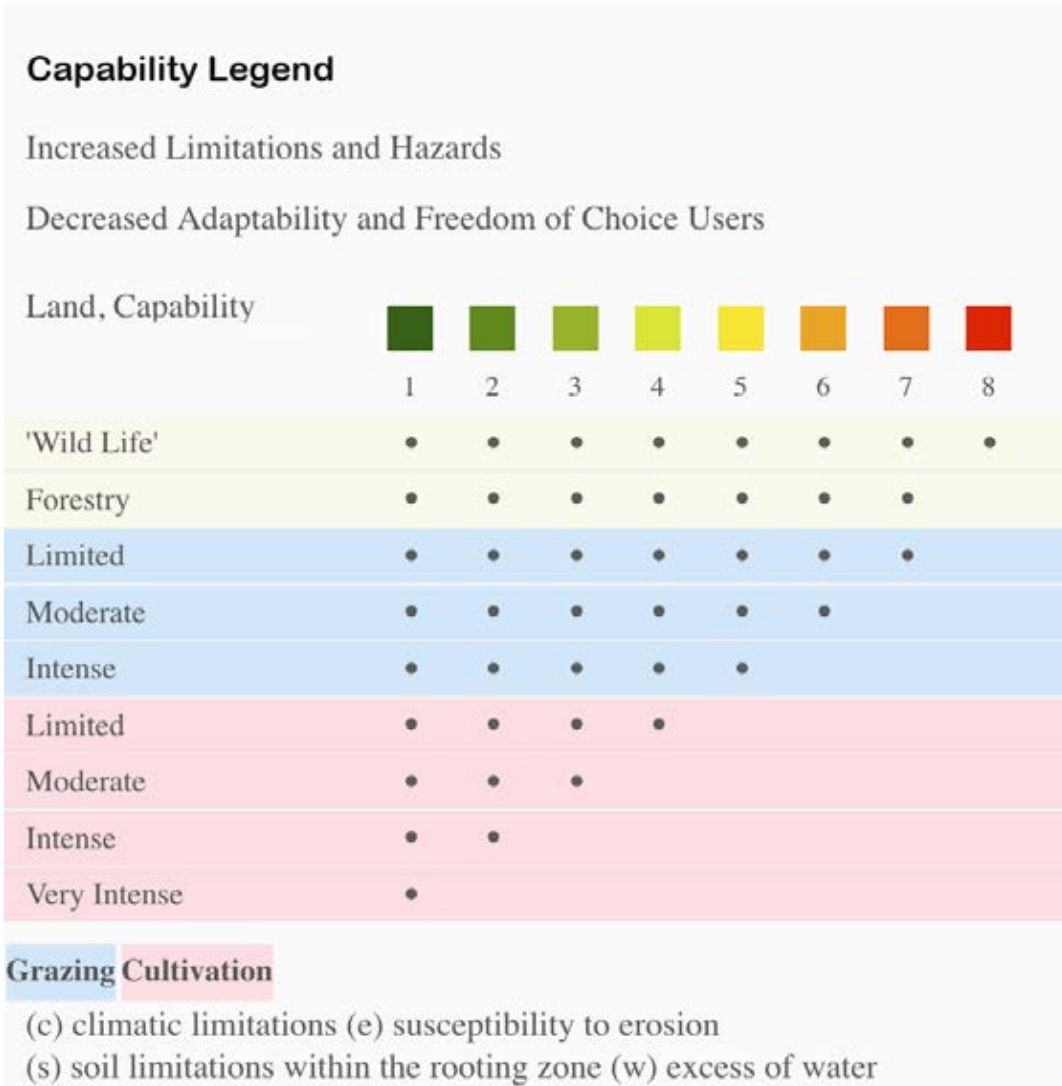 Capability Legend
Increased Limitations and Hazards
Decreased Adaptability and Freedom of Choice Users
Land, Capability
1 2 3 4 5 6 7 8
'Wild Life'
Forestry
Limited
Moderate
Intense
Limited
Moderate
Intense
Very Intense
Grazing Cultivation
(c) climatic limitations (e) susceptibility to erosion
(s) soil limitations within the rooting zone (w) excess of water